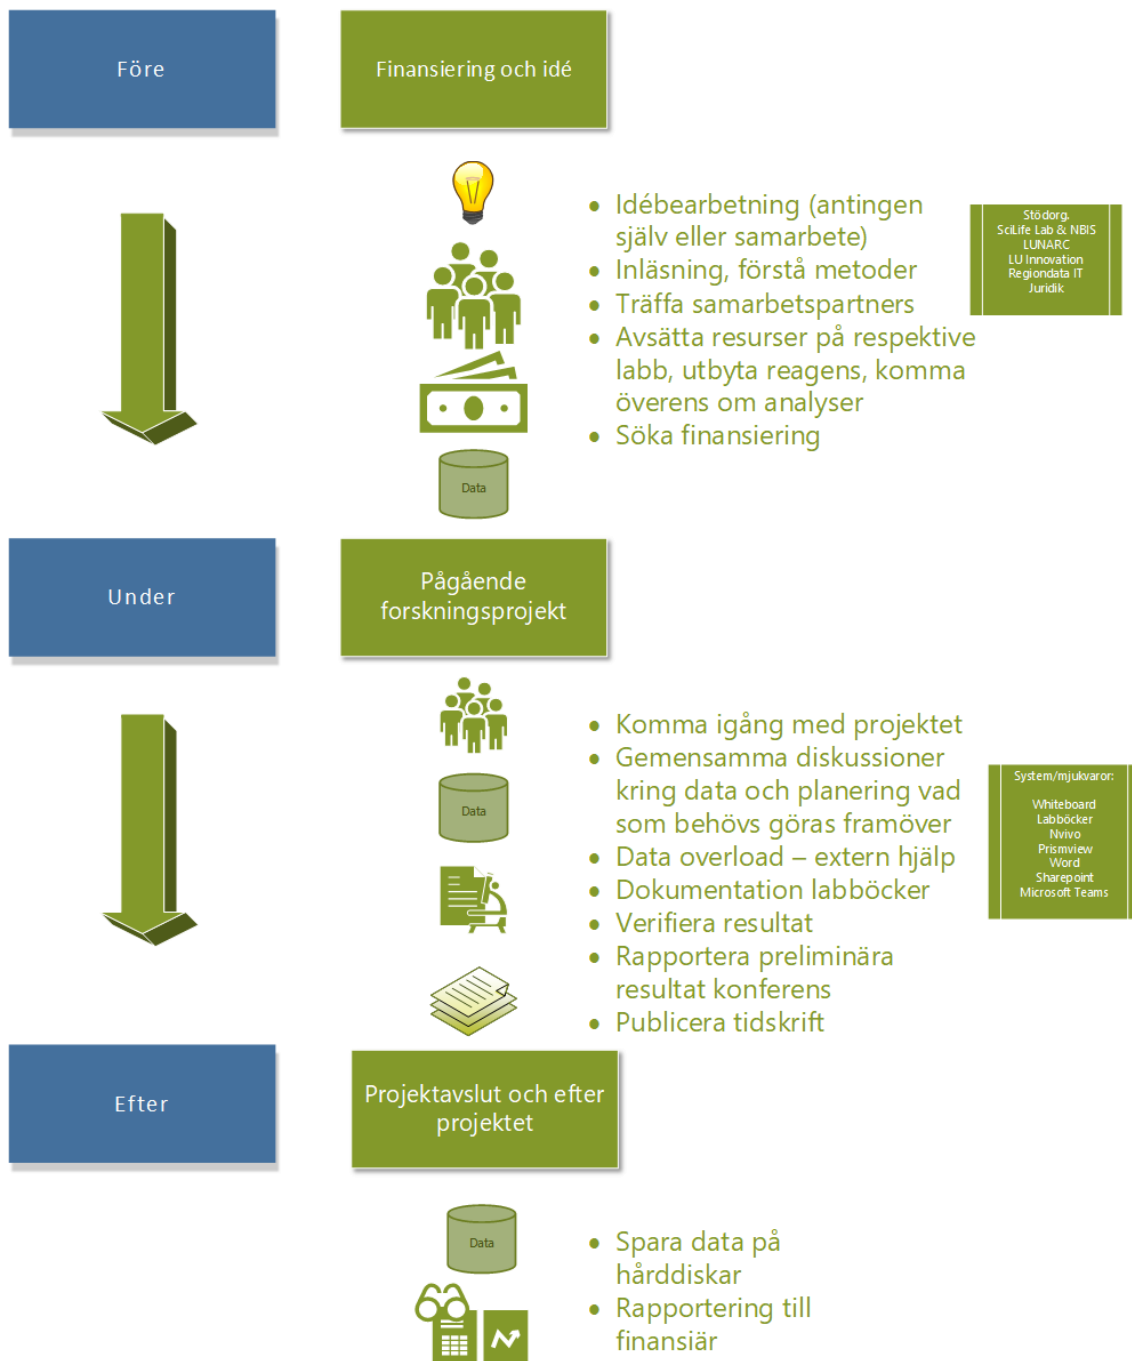 Före
Finansiering och idé
• Idébearbetning (antingen
själv eller samarbete)
• Inläsning, förstå metoder
• Träffa samarbetspartners
• Avsätta resurser på respektive
labb, utbyta reagens, komma
överens om analyser
• Söka finansiering
Stödorg.
SciLife Lab & NBIS
LUNARC
LU Innovation
Regiondata IT
Juridik
Data
Under
Pågående
forskningsprojekt
• Komma igång med projektet
• Gemensamma diskussioner
kring data och planering vad
som behövs göras framöver
• Data overload – extern hjälp
• Dokumentation labböcker
• Verifiera resultat
• Rapportera preliminära
resultat konferens
• Publicera tidskrift
Data
System/mjukvaror:
Whiteboard
Labböcker
Nvivo
Prismview
Word
Sharepoint
Microsoft Teams
Efter
Projektavslut och efter
projektet
Data
• Spara data på
hårddiskar
• Rapportering till
finansiär